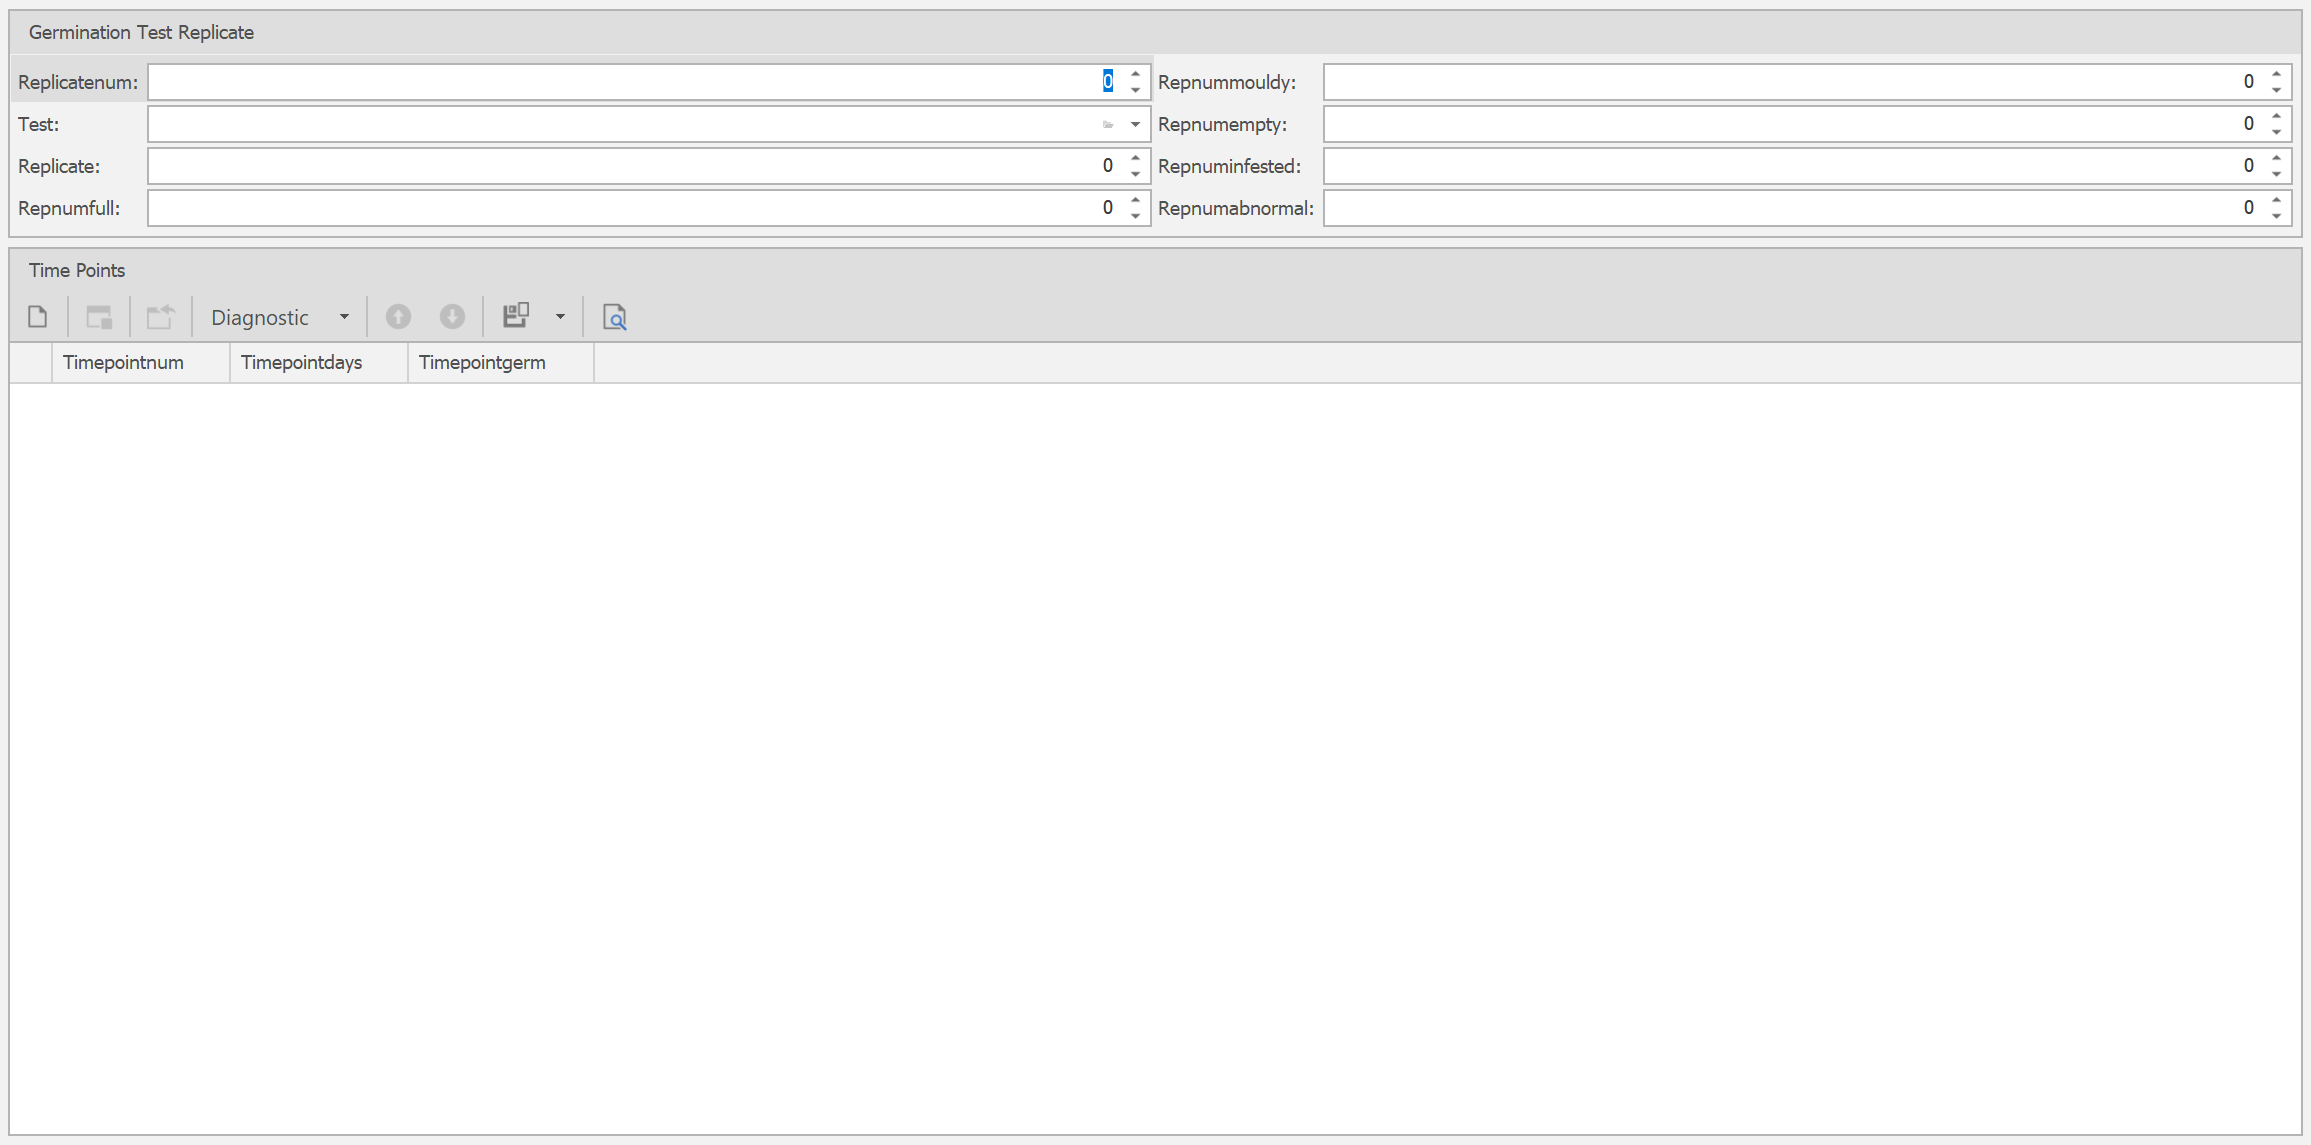 Germination Test Replicate
Replicatenum: 0
Repnummouldy: 0
Test:
Repnumempty: 0
Replicate: 0
Repnuminfested: 0
Repnumfull: 0
Repnumabnormal: 0
Time Points
Diagnostic
Timepointnum Timepointdays Timepointgerm